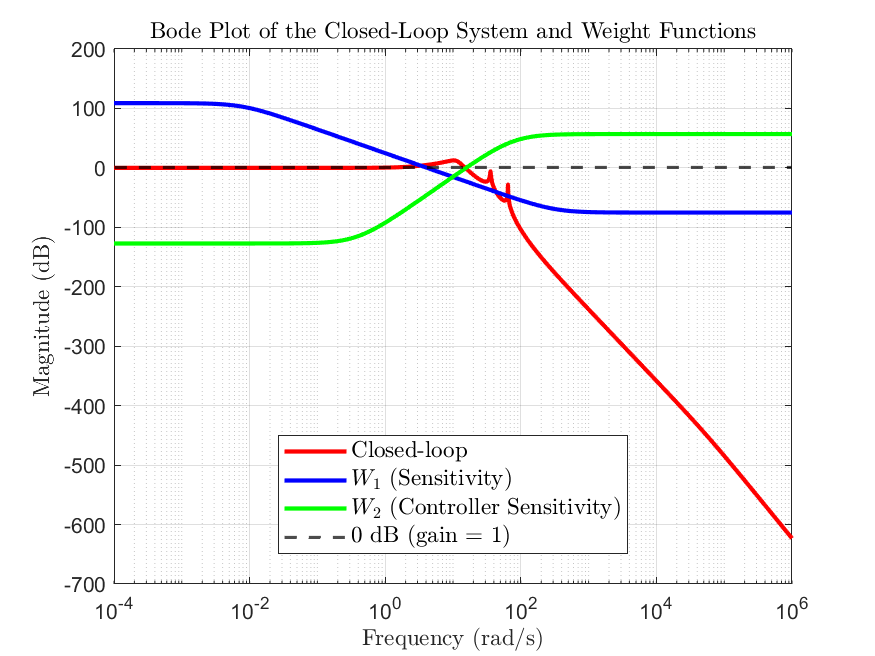 Bode Plot of the Closed-Loop System and Weight Functions
200
100
0
-100
-200
-300
-400
-500
-600
-700
Magnitude (dB)
Closed-loop
W₁ (Sensitivity)
W₂ (Controller Sensitivity)
0 dB (gain = 1)
10⁻⁴ 10⁻² 10⁰ 10² 10⁴ 10⁶
Frequency (rad/s)